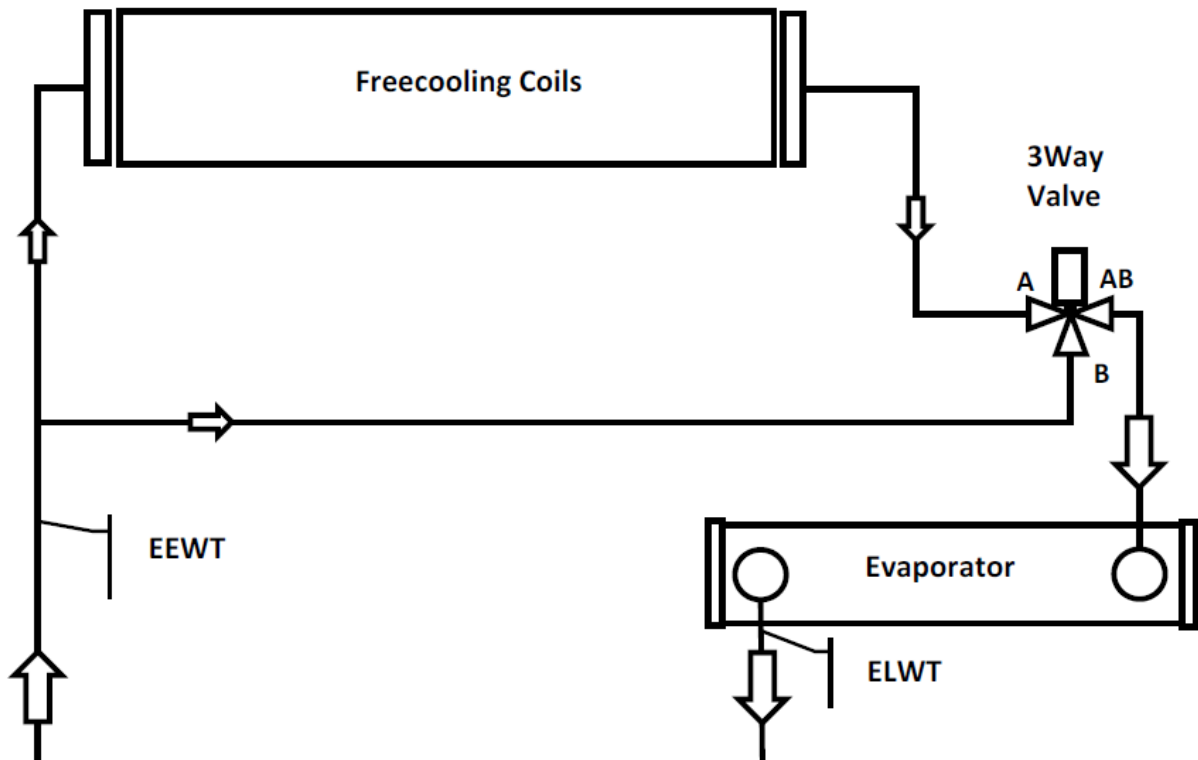 Freecooling Coils
3Way
Valve
A
AB
B
EEWT
Evaporator
ELWT